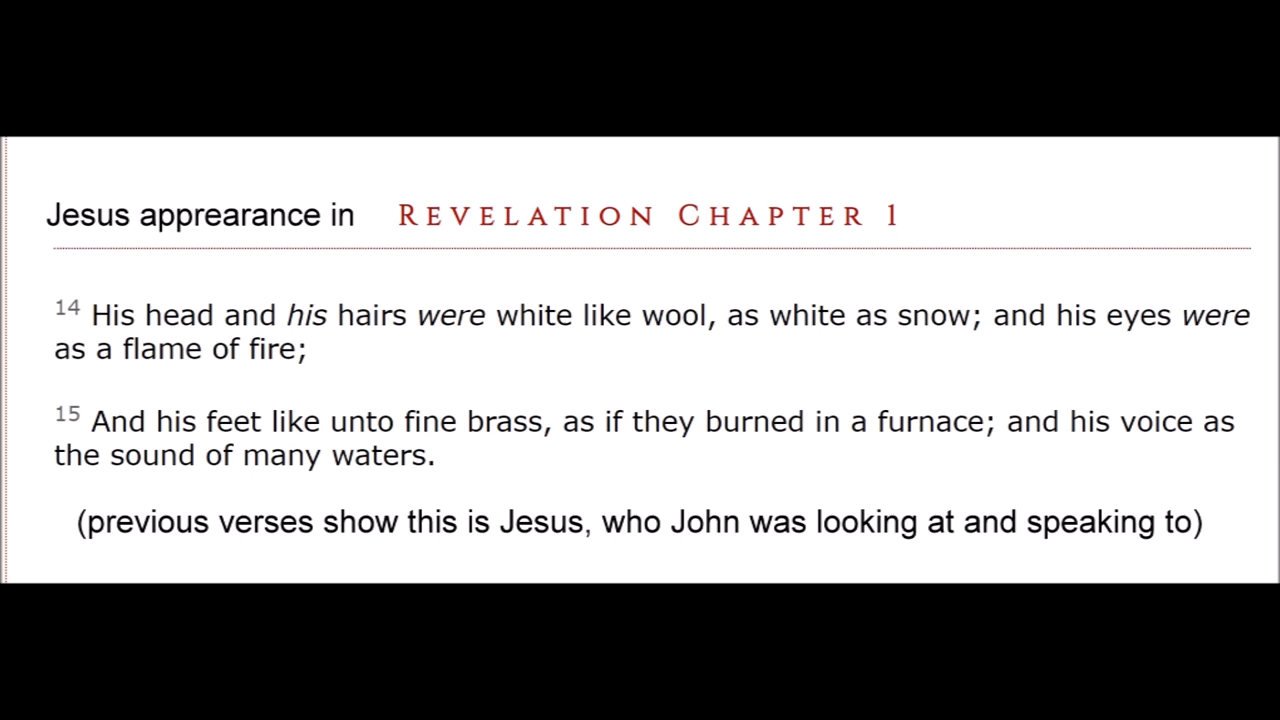 Jesus apprearance in REVELATION CHAPTER 1
14 His head and his hairs were white like wool, as white as snow; and his eyes were
as a flame of fire;
15 And his feet like unto fine brass, as if they burned in a furnace; and his voice as
the sound of many waters.
(previous verses show this is Jesus, who John was looking at and speaking to)